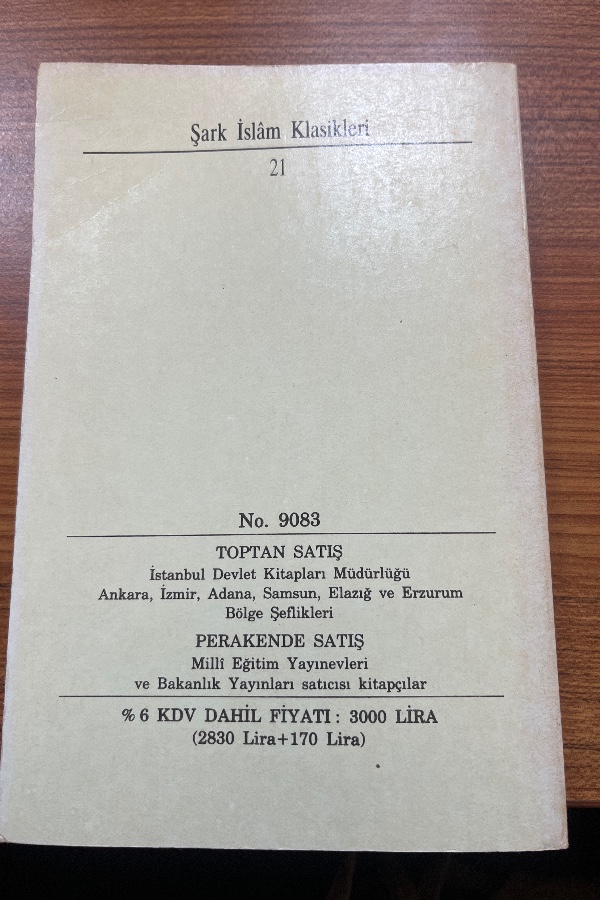 Şark İslâm Klasikleri
21
No. 9083
TOPTAN SATIŞ
İstanbul Devlet Kitapları Müdürlüğü
Ankara, İzmir, Adana, Samsun, Elazığ ve Erzurum
Bölge Şeflikleri
PERAKENDE SATIŞ
Millî Eğitim Yayınevleri
ve Bakanlık Yayınları satıcısı kitapçılar
% 6 KDV DAHİL FİYATI : 3000 LİRA
(2830 Lira+170 Lira)